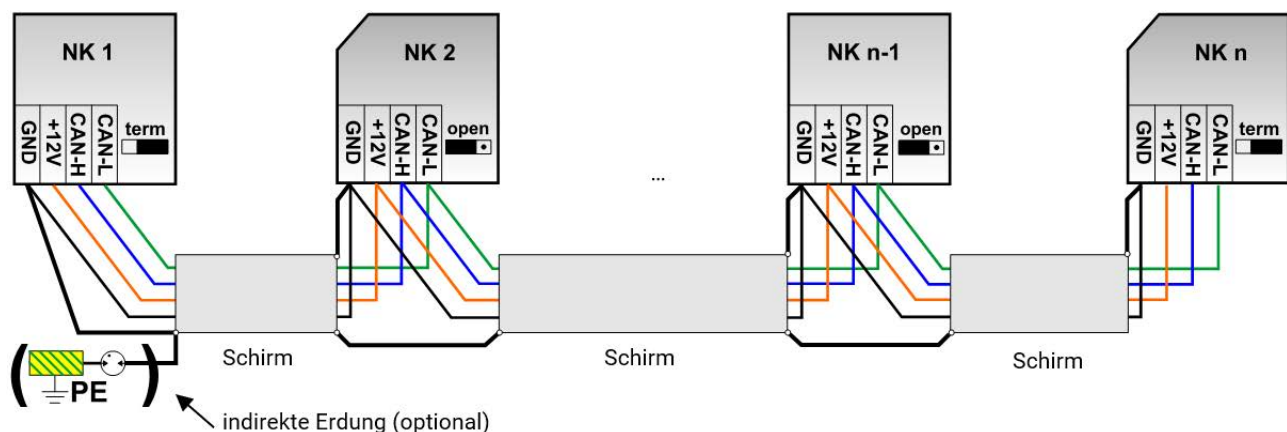 NK 1
NK 2
NK n-1
NK n
GND
+12V
CAN-H
CAN-L
term
GND
+12V
CAN-H
CAN-L
open
...
GND
+12V
CAN-H
CAN-L
open
GND
+12V
CAN-H
CAN-L
term
Schirm
Schirm
Schirm
( PE )
indirekte Erdung (optional)